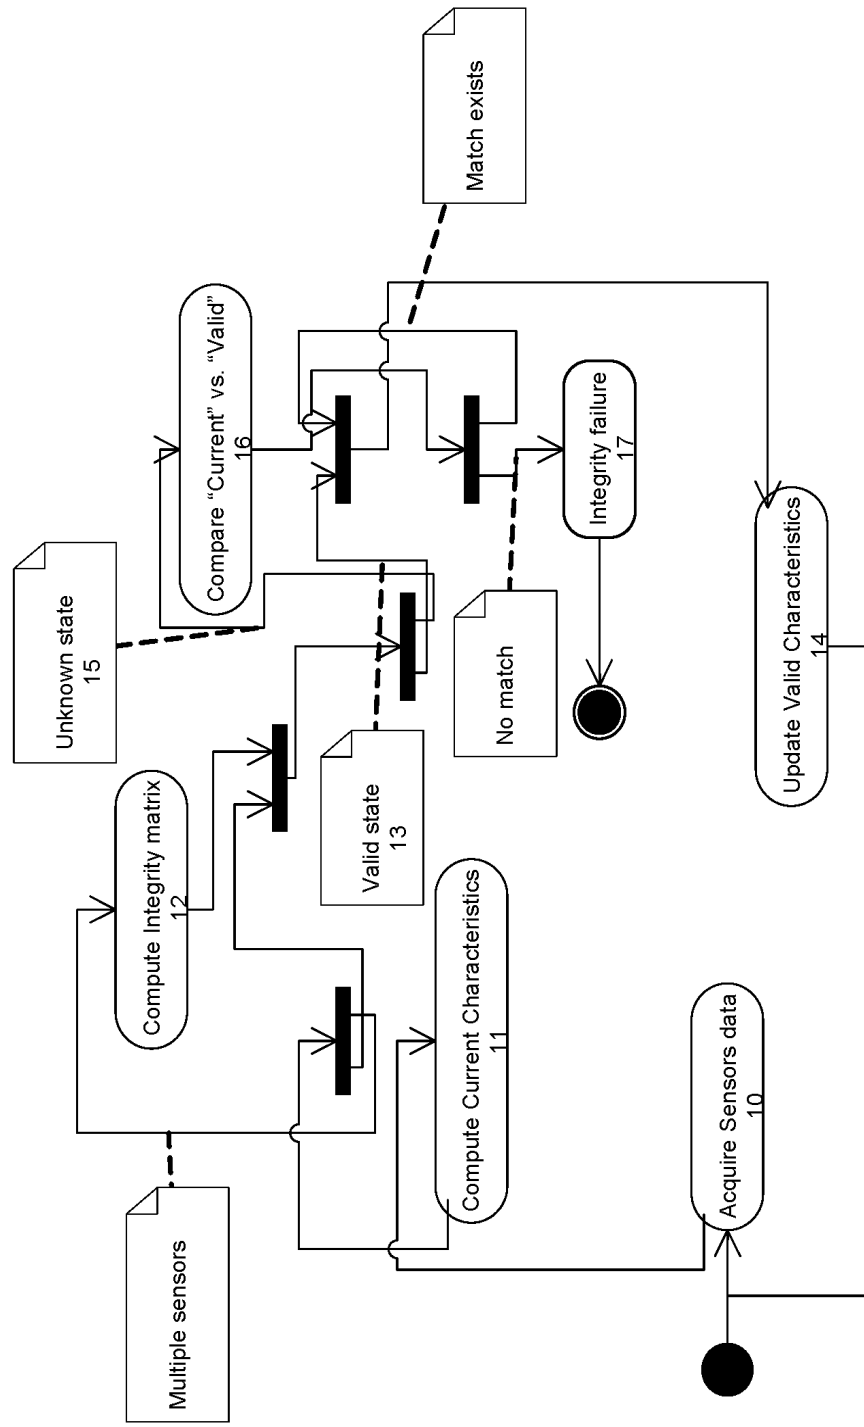 Multiple sensors
Compute Integrity matrix
12
Unknown state
15
Compare “Current” vs. “Valid”
16
Match exists
Valid state
13
Compute Current Characteristics
11
No match
Integrity failure
17
Acquire Sensors data
10
Update Valid Characteristics
14